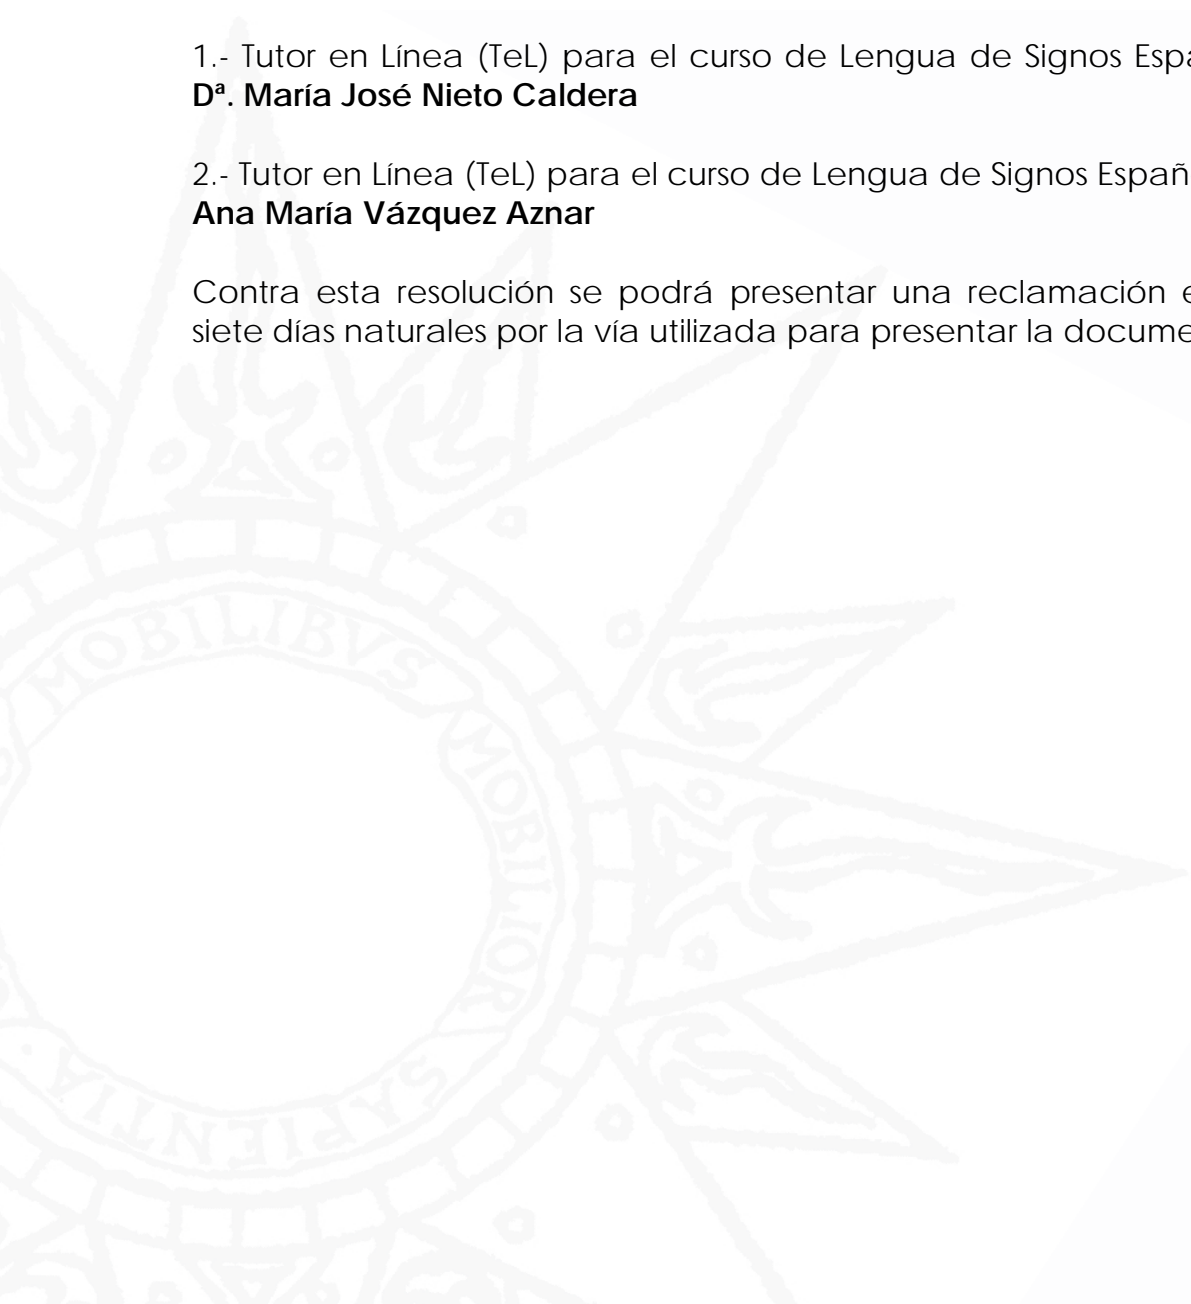 1.- Tutor en Línea (TeL) para el curso de Lengua de Signos Espa
Dª. María José Nieto Caldera
2.- Tutor en Línea (TeL) para el curso de Lengua de Signos Españ
Ana María Vázquez Aznar
Contra esta resolución se podrá presentar una reclamación e
siete días naturales por la vía utilizada para presentar la docume
MOBILIBVS
MOBILIOR
SAPIENTIA